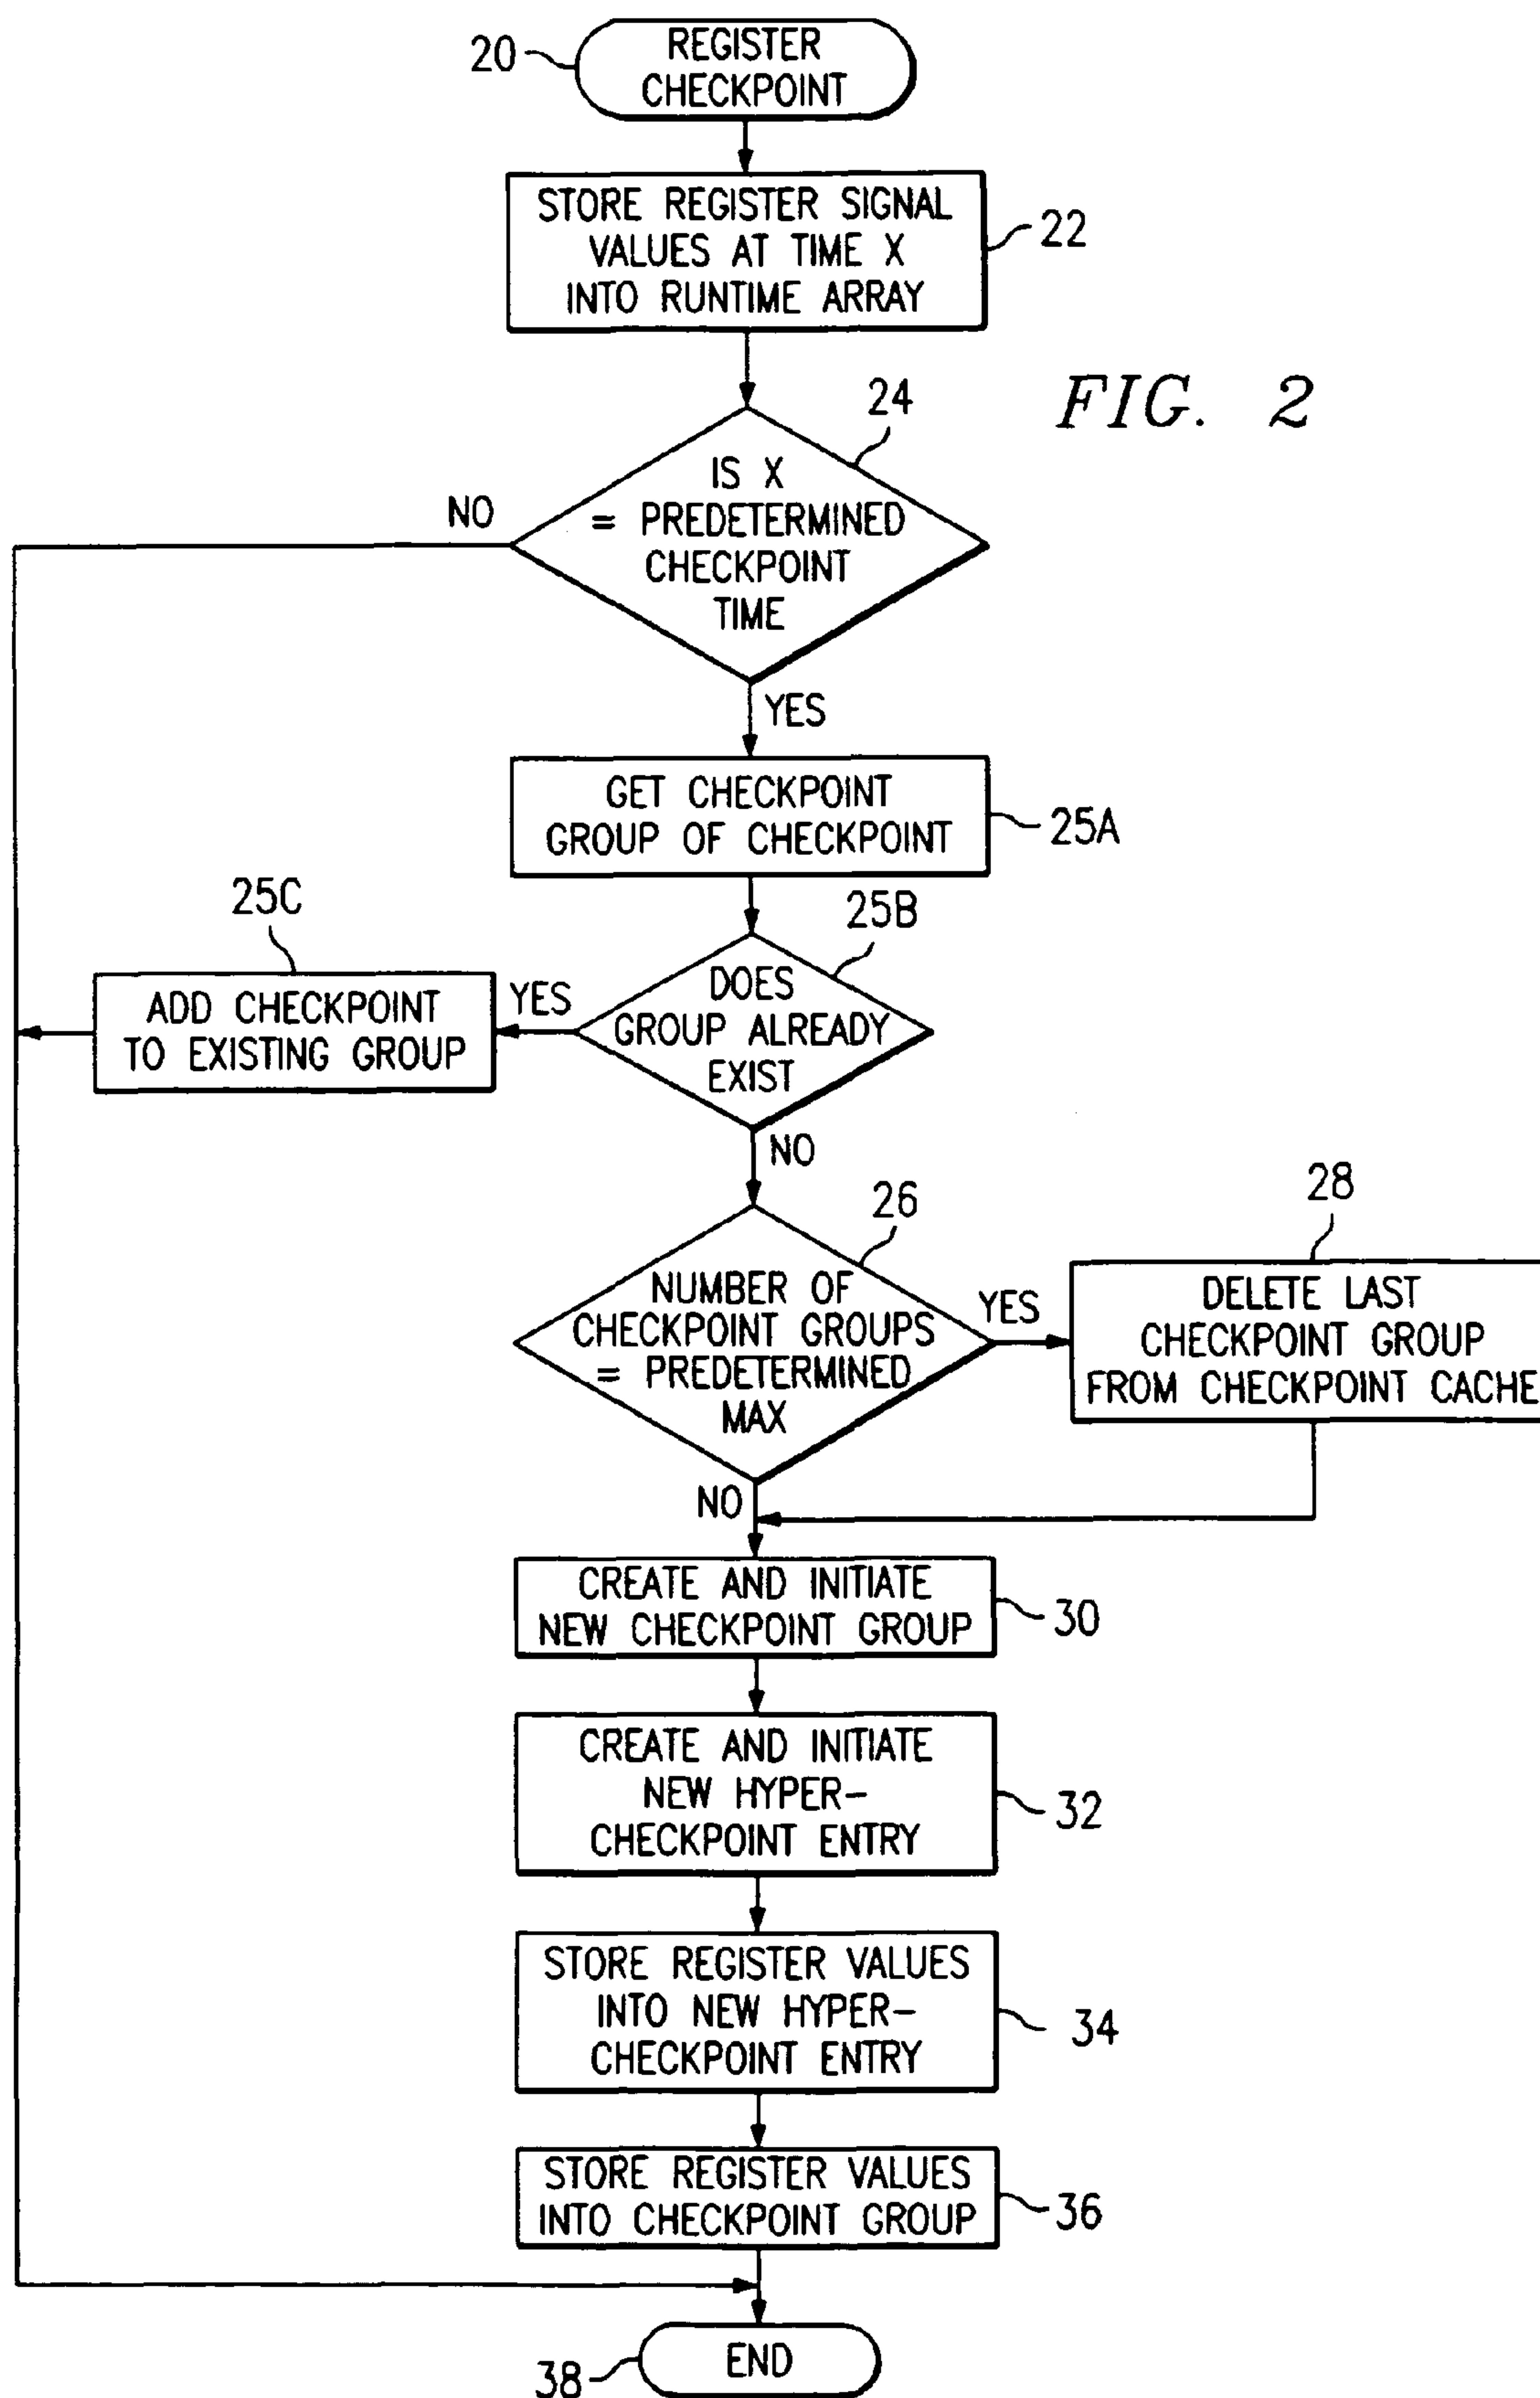 20
REGISTER
CHECKPOINT
STORE REGISTER SIGNAL
VALUES AT TIME X
INTO RUNTIME ARRAY
22
FIG. 2
24
IS X
= PREDETERMINED
CHECKPOINT
TIME
NO
YES
GET CHECKPOINT
GROUP OF CHECKPOINT
25A
25B
25C
DOES
GROUP ALREADY
EXIST
YES
ADD CHECKPOINT
TO EXISTING GROUP
NO
26
28
NUMBER OF
CHECKPOINT GROUPS
= PREDETERMINED
MAX
YES
DELETE LAST
CHECKPOINT GROUP
FROM CHECKPOINT CACHE
NO
CREATE AND INITIATE
NEW CHECKPOINT GROUP
30
CREATE AND INITIATE
NEW HYPER-
CHECKPOINT ENTRY
32
STORE REGISTER VALUES
INTO NEW HYPER-
CHECKPOINT ENTRY
34
STORE REGISTER VALUES
INTO CHECKPOINT GROUP
36
END
38